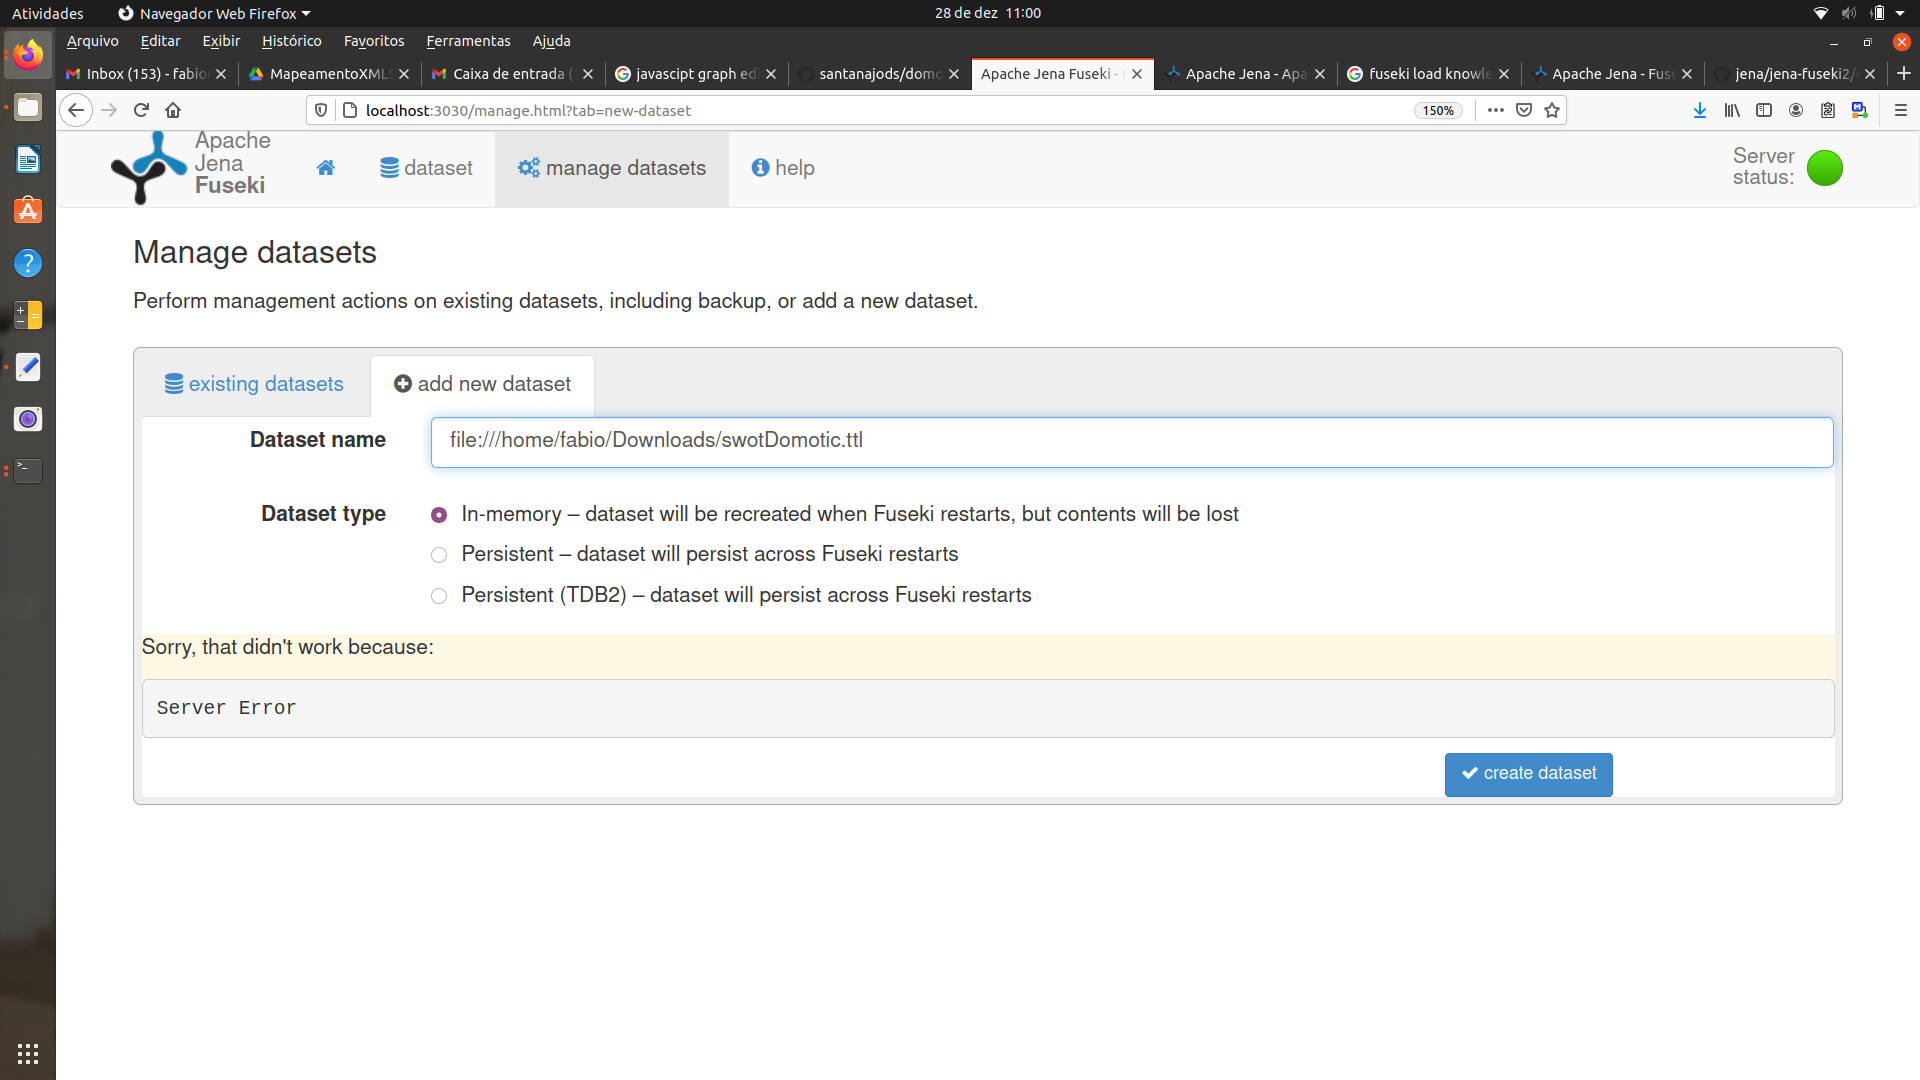 Atividades
Navegador Web Firefox
28 de dez 11:00
Arquivo Editar Exibir Histórico Favoritos Ferramentas Ajuda
Inbox (153) - fabio
MapeamentoXML
Caixa de entrada (
javascipt graph edi
santanajods/domo
Apache Jena Fuseki -
Apache Jena - Apa
fuseki load knowle
Apache Jena - Fuse
jena/jena-fuseki2/
localhost:3030/manage.html?tab=new-dataset
150%
Apache
Jena
Fuseki
dataset
manage datasets
help
Server
status:
Manage datasets
Perform management actions on existing datasets, including backup, or add a new dataset.
existing datasets
add new dataset
Dataset name
file:///home/fabio/Downloads/swotDomotic.ttl
Dataset type
In-memory – dataset will be recreated when Fuseki restarts, but contents will be lost
Persistent – dataset will persist across Fuseki restarts
Persistent (TDB2) – dataset will persist across Fuseki restarts
Sorry, that didn't work because:
Server Error
create dataset